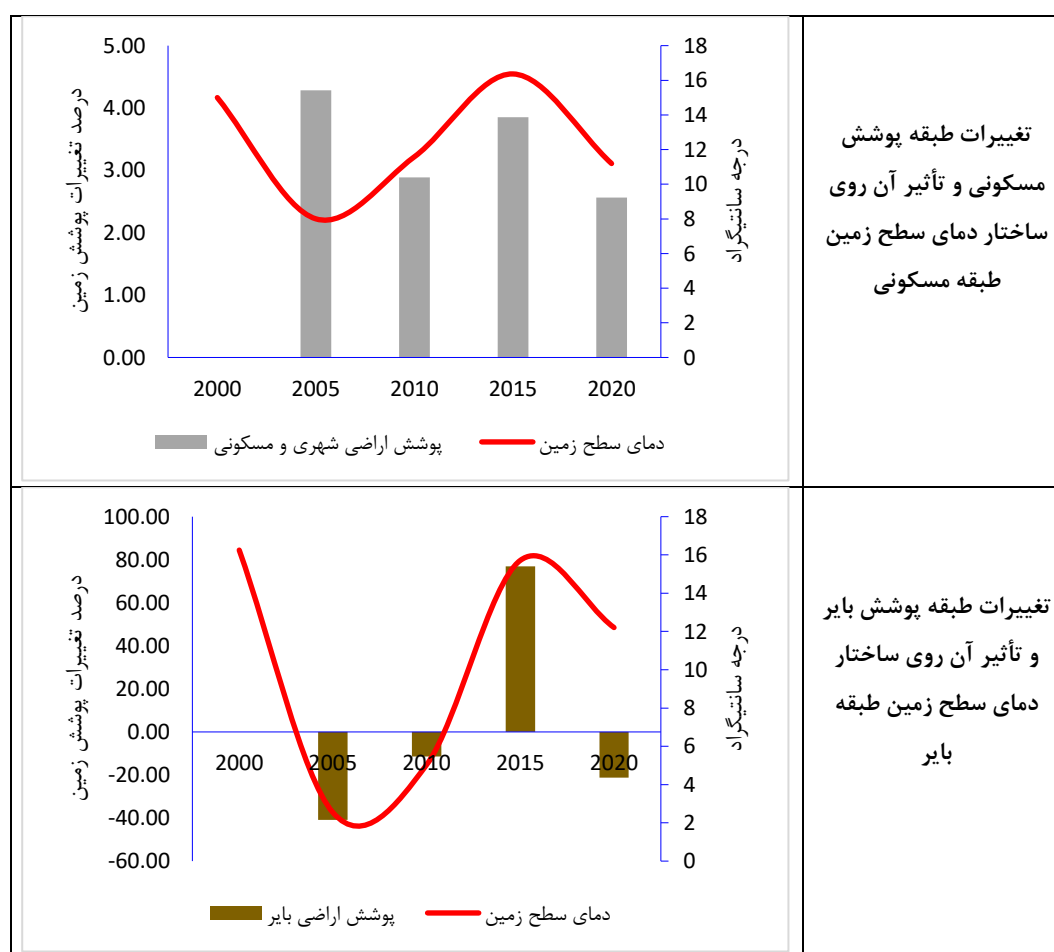 تغییرات طبقه پوشش
مسکونی و تأثیر آن روی
ساختار دمای سطح زمین
طبقه مسکونی
درصد تغییرات پوشش زمین
5.00
4.00
3.00
2.00
1.00
0.00
18
16
14
12
10
8
6
4
2
0
درجه سانتیگراد
2000 2005 2010 2015 2020
پوشش اراضی شهری و مسکونی
دمای سطح زمین
تغییرات طبقه پوشش بایر
و تأثیر آن روی ساختار
دمای سطح زمین طبقه
بایر
درصد تغییرات پوشش زمین
100.00
80.00
60.00
40.00
20.00
0.00
-20.00
-40.00
-60.00
18
16
14
12
10
8
6
4
2
0
درجه سانتیگراد
2000 2005 2010 2015 2020
پوشش اراضی بایر
دمای سطح زمین